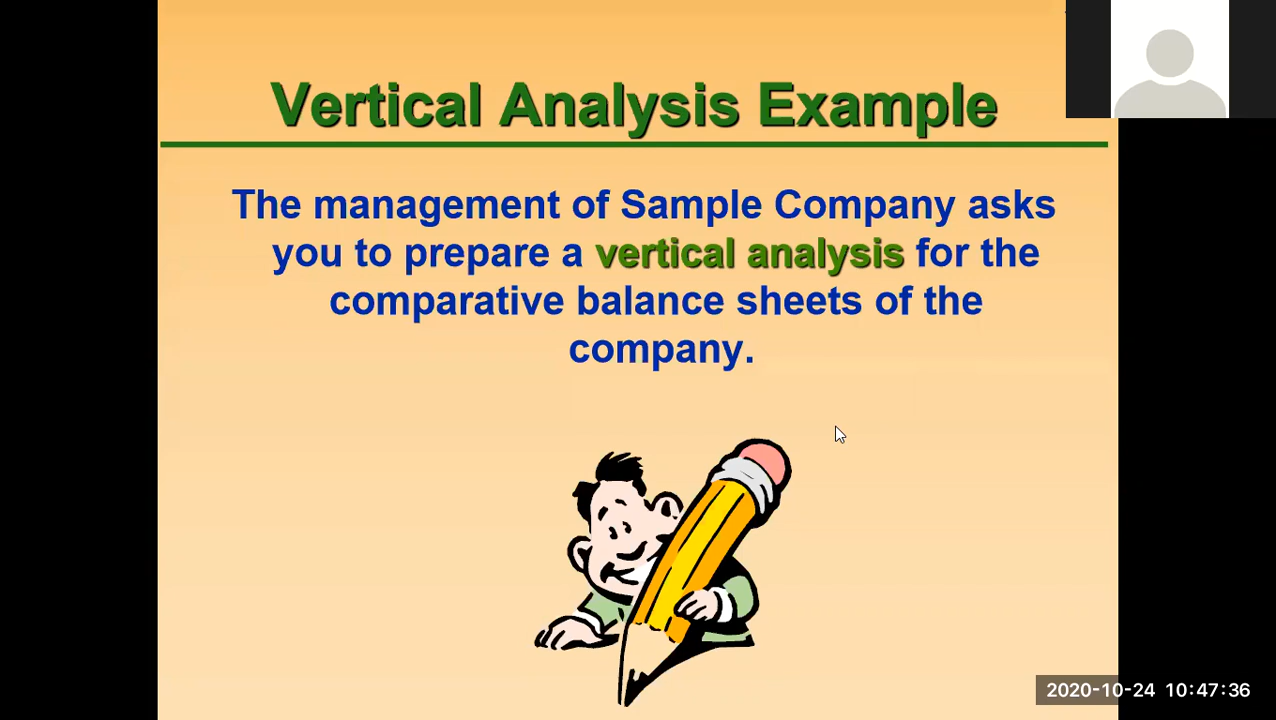 Vertical Analysis Example
The management of Sample Company asks
you to prepare a vertical analysis for the
comparative balance sheets of the
company.
2020-10-24 10:47:36